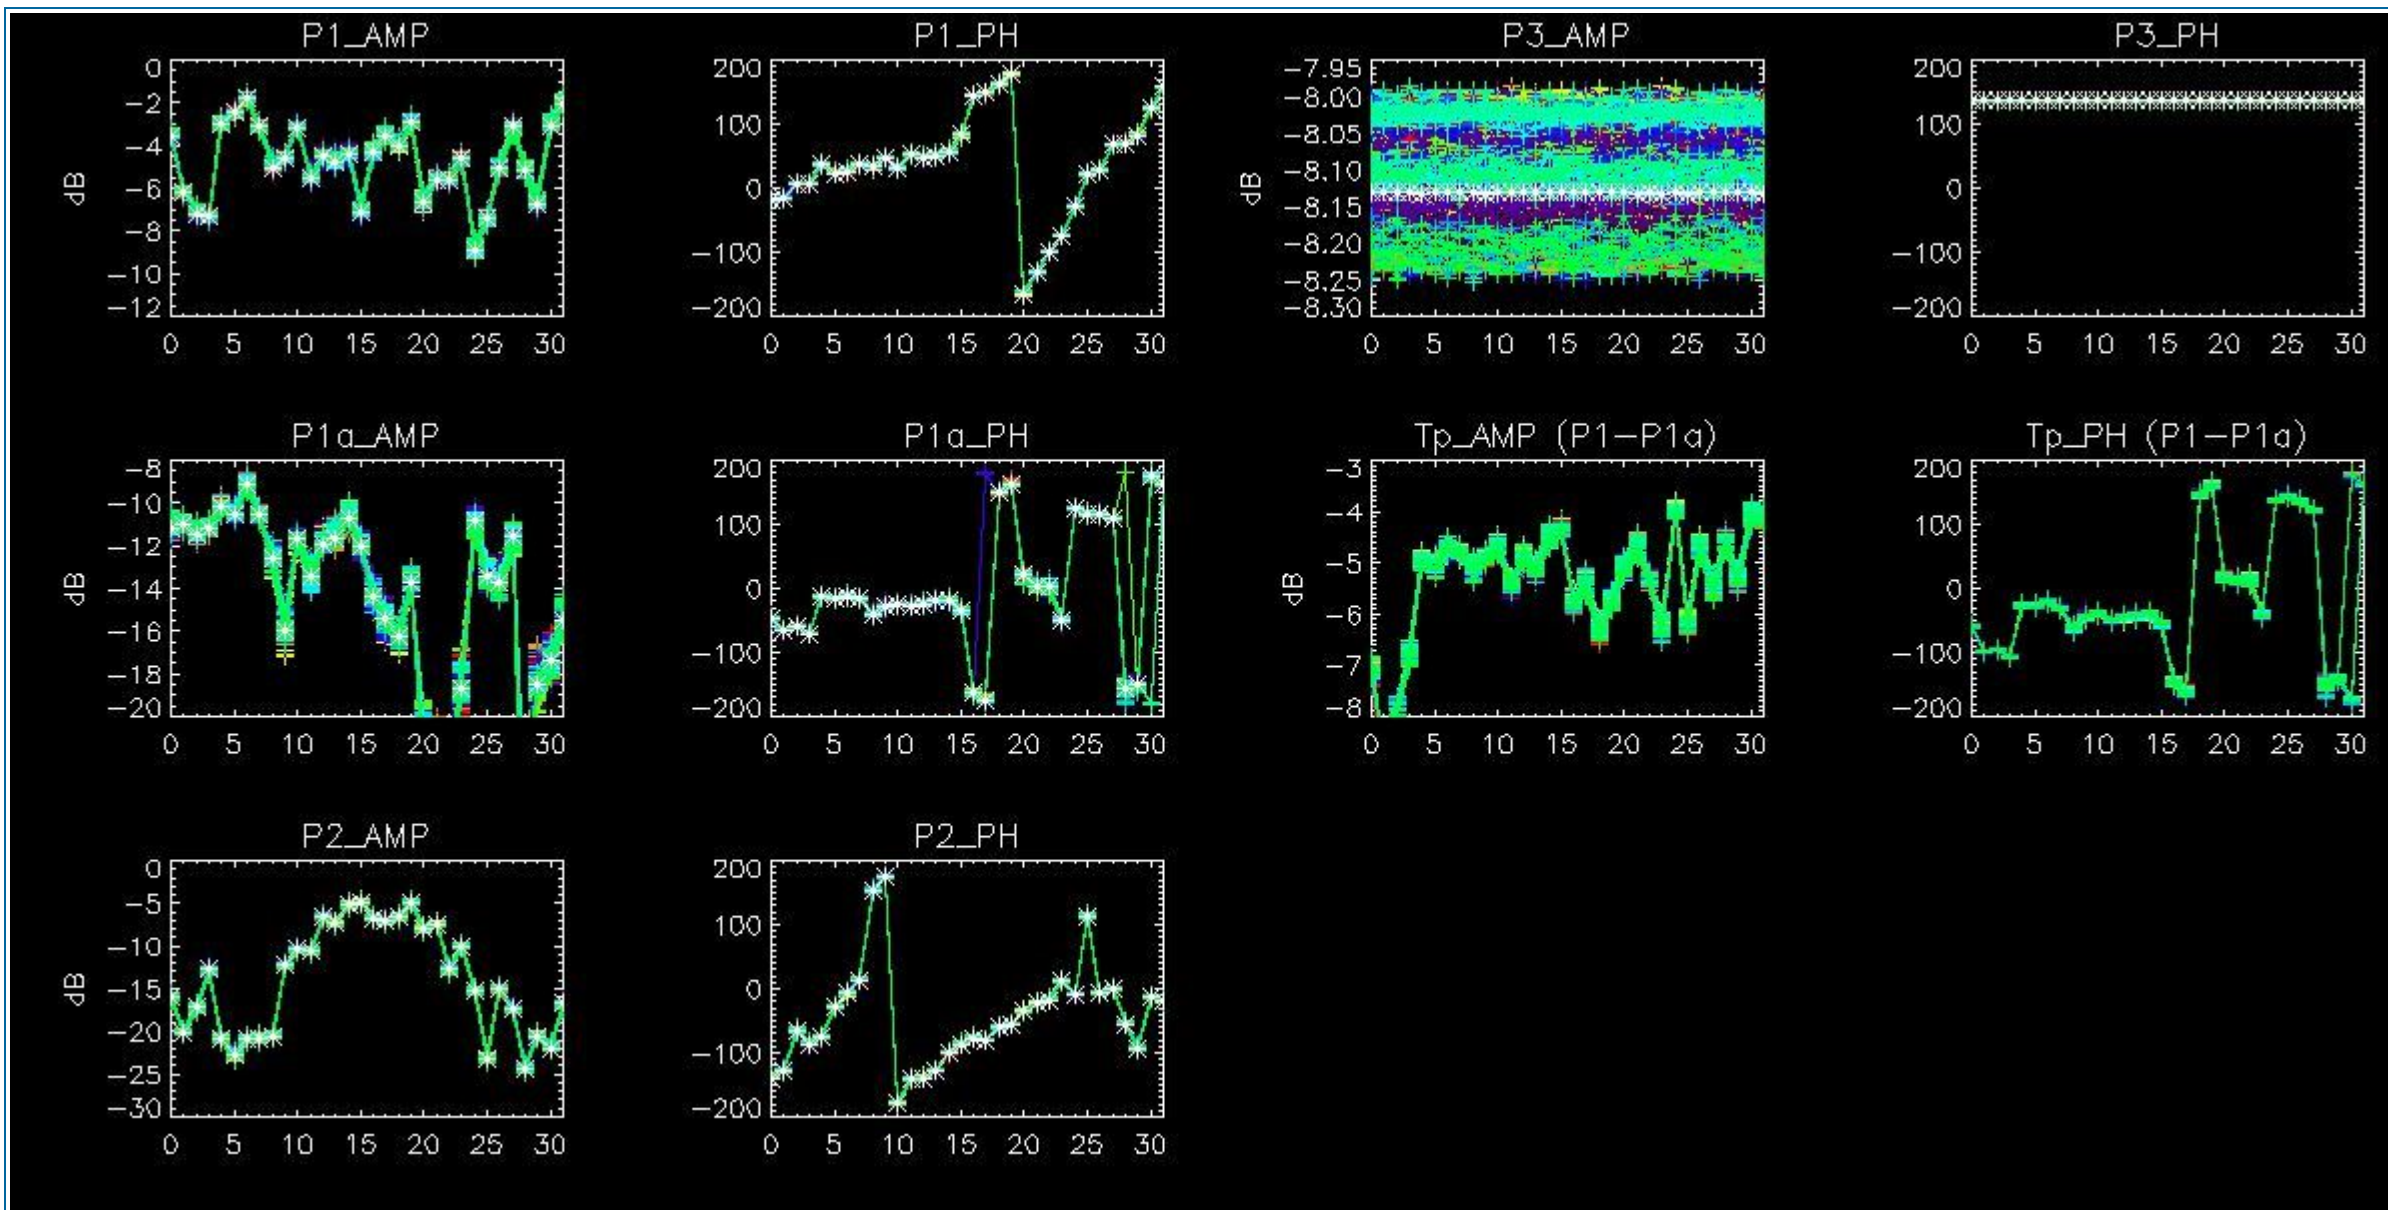 P1_AMP
0
−2
−4
−6
−8
−10
−12
dB
0 5 10 15 20 25 30
P1_PH
200
100
0
−100
−200
0 5 10 15 20 25 30
P3_AMP
−7.95
−8.00
−8.05
−8.10
−8.15
−8.20
−8.25
−8.30
dB
0 5 10 15 20 25 30
P3_PH
200
100
0
−100
−200
0 5 10 15 20 25 30
P1a_AMP
−8
−10
−12
−14
−16
−18
−20
dB
0 5 10 15 20 25 30
P1a_PH
200
100
0
−100
−200
0 5 10 15 20 25 30
Tp_AMP (P1−P1a)
−3
−4
−5
−6
−7
−8
dB
0 5 10 15 20 25 30
Tp_PH (P1−P1a)
200
100
0
−100
−200
0 5 10 15 20 25 30
P2_AMP
0
−5
−10
−15
−20
−25
−30
dB
0 5 10 15 20 25 30
P2_PH
200
100
0
−100
−200
0 5 10 15 20 25 30